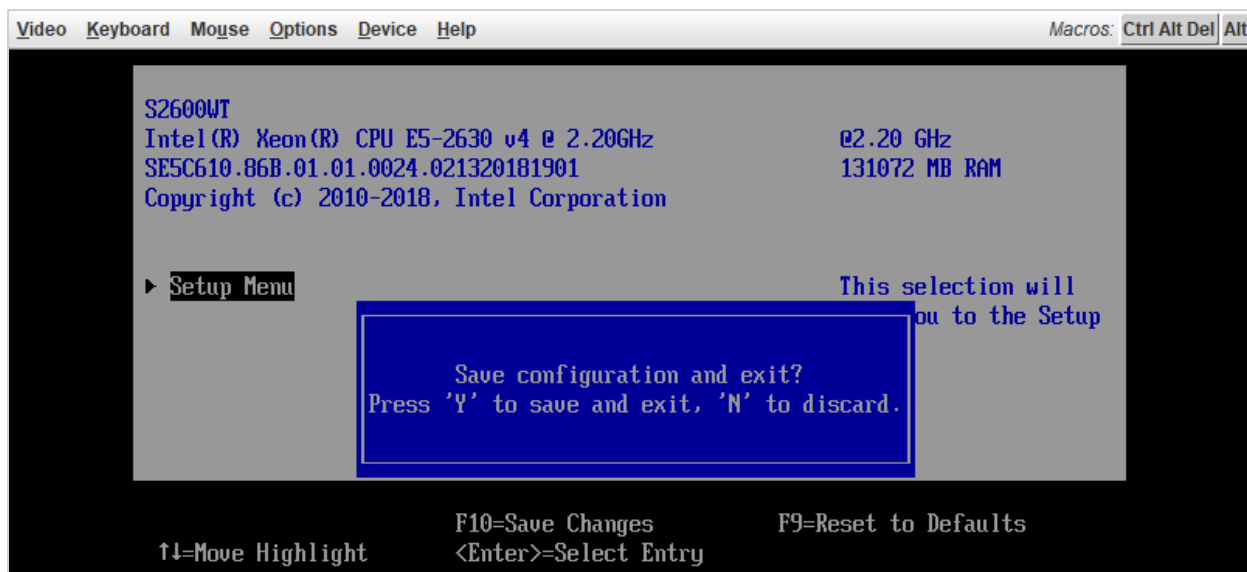 Video Keyboard Mouse Options Device Help Macros: Ctrl Alt Del Alt
S2600WT
Intel(R) Xeon(R) CPU E5-2630 v4 @ 2.20GHz @2.20 GHz
SE5C610.86B.01.01.0024.021320181901 131072 MB RAM
Copyright (c) 2010-2018, Intel Corporation
Setup Menu This selection will
ou to the Setup
Save configuration and exit?
Press 'Y' to save and exit, 'N' to discard.
F10=Save Changes F9=Reset to Defaults
↑↓=Move Highlight <Enter>=Select Entry